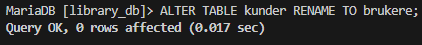 MariaDB [library_db]> ALTER TABLE kunder RENAME TO brukere;
Query OK, 0 rows affected (0.017 sec)